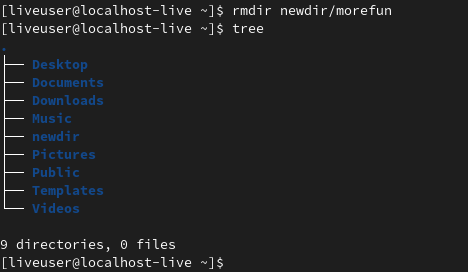 [liveuser@localhost-live ~]$ rmdir newdir/morefun
[liveuser@localhost-live ~]$ tree
.
├── Desktop
├── Documents
├── Downloads
├── Music
├── newdir
├── Pictures
├── Public
├── Templates
└── Videos

9 directories, 0 files
[liveuser@localhost-live ~]$